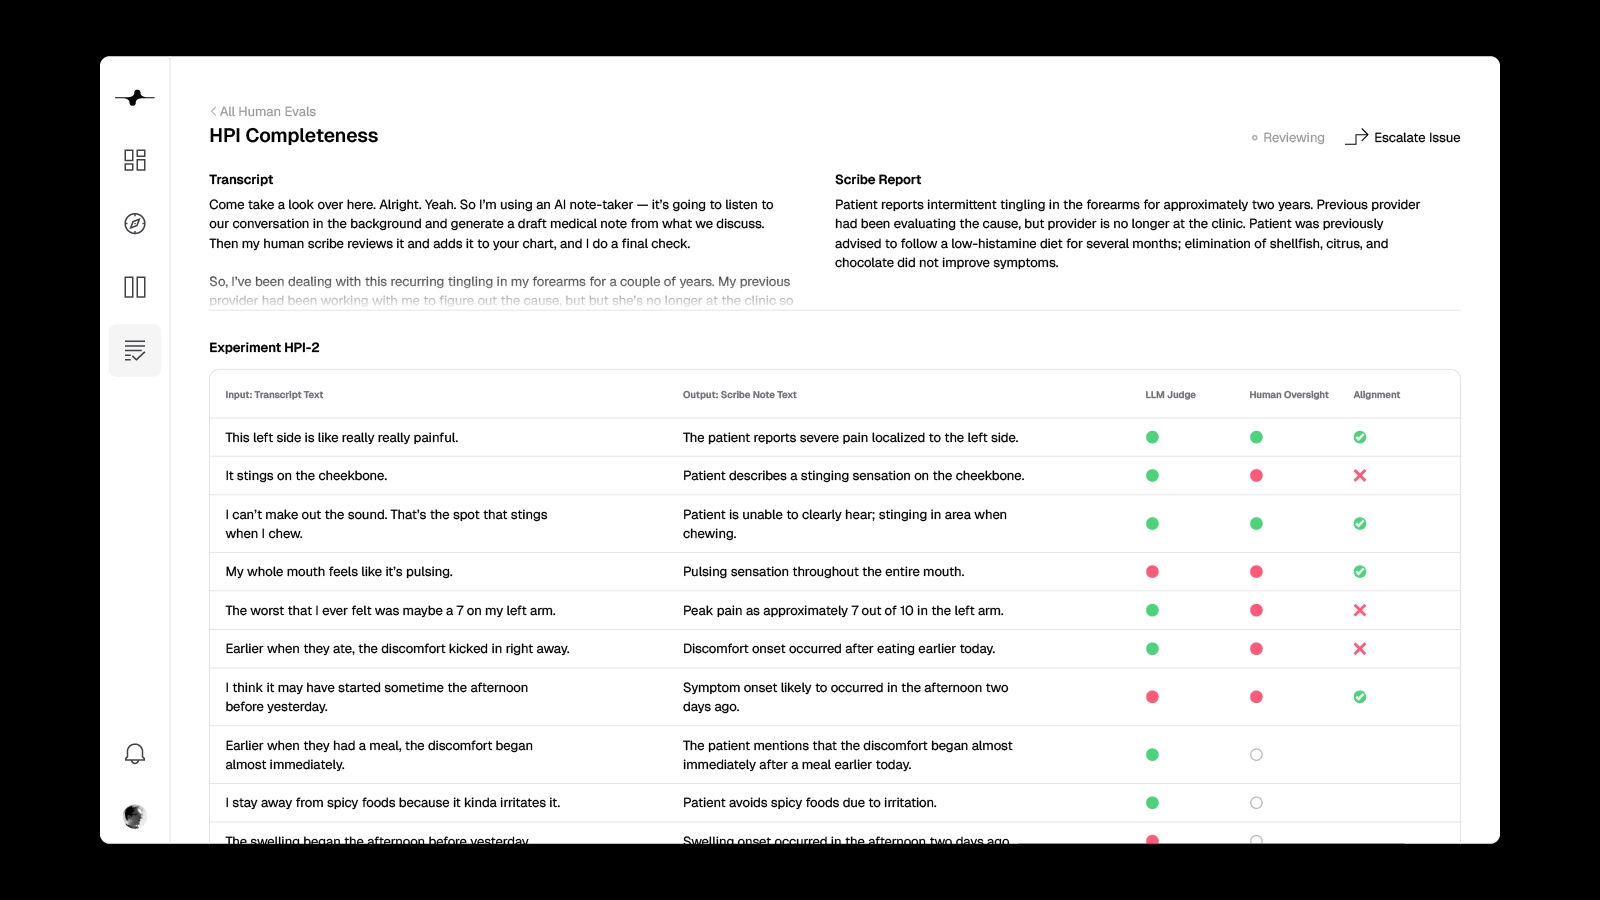 All Human Evals
HPI Completeness
Reviewing
Escalate Issue
Transcript
Come take a look over here. Alright. Yeah. So I’m using an AI note-taker — it’s going to listen to
our conversation in the background and generate a draft medical note from what we discuss.
Then my human scribe reviews it and adds it to your chart, and I do a final check.
So, I’ve been dealing with this recurring tingling in my forearms for a couple of years. My previous
provider had been working with me to figure out the cause, but but she’s no longer at the clinic so
Scribe Report
Patient reports intermittent tingling in the forearms for approximately two years. Previous provider
had been evaluating the cause, but provider is no longer at the clinic. Patient was previously
advised to follow a low-histamine diet for several months; elimination of shellfish, citrus, and
chocolate did not improve symptoms.
Experiment HPI-2
Input: Transcript Text
Output: Scribe Note Text
LLM Judge
Human Oversight
Alignment
This left side is like really really painful.
The patient reports severe pain localized to the left side.
It stings on the cheekbone.
Patient describes a stinging sensation on the cheekbone.
I can’t make out the sound. That’s the spot that stings
when I chew.
Patient is unable to clearly hear; stinging in area when
chewing.
My whole mouth feels like it’s pulsing.
Pulsing sensation throughout the entire mouth.
The worst that I ever felt was maybe a 7 on my left arm.
Peak pain as approximately 7 out of 10 in the left arm.
Earlier when they ate, the discomfort kicked in right away.
Discomfort onset occurred after eating earlier today.
I think it may have started sometime the afternoon
before yesterday.
Symptom onset likely to occurred in the afternoon two
days ago.
Earlier when they had a meal, the discomfort began
almost immediately.
The patient mentions that the discomfort began almost
immediately after a meal earlier today.
I stay away from spicy foods because it kinda irritates it.
Patient avoids spicy foods due to irritation.
The swelling began the afternoon before yesterday.
Swelling onset occurred in the afternoon two days ago.